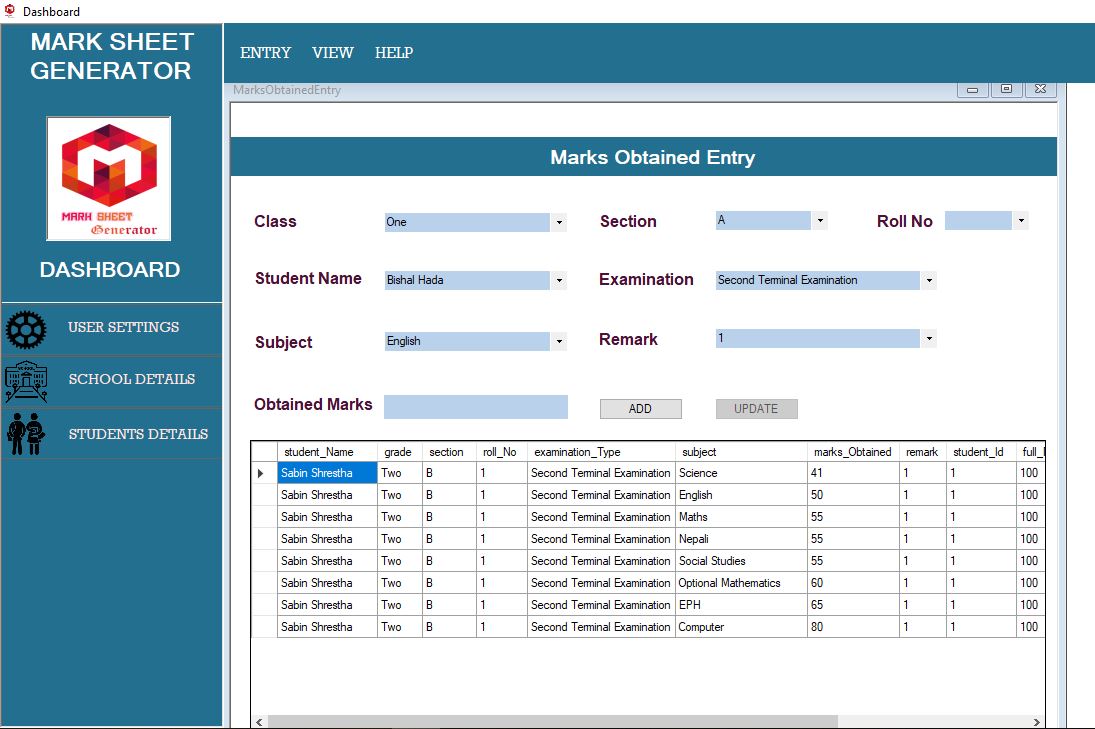 Dashboard
MARK SHEET
GENERATOR
MARK SHEET
Generator
DASHBOARD
USER SETTINGS
SCHOOL DETAILS
STUDENTS DETAILS
ENTRY VIEW HELP
MarksObtainedEntry
Marks Obtained Entry
Class One Section A Roll No
Student Name Bishal Hada Examination Second Terminal Examination
Subject English Remark 1
Obtained Marks ADD UPDATE
student_Name grade section roll_No examination_Type subject marks_Obtained remark student_Id full_
Sabin Shrestha Two B 1 Second Terminal Examination Science 41 1 1 100
Sabin Shrestha Two B 1 Second Terminal Examination English 50 1 1 100
Sabin Shrestha Two B 1 Second Terminal Examination Maths 55 1 1 100
Sabin Shrestha Two B 1 Second Terminal Examination Nepali 55 1 1 100
Sabin Shrestha Two B 1 Second Terminal Examination Social Studies 55 1 1 100
Sabin Shrestha Two B 1 Second Terminal Examination Optional Mathematics 60 1 1 100
Sabin Shrestha Two B 1 Second Terminal Examination EPH 65 1 1 100
Sabin Shrestha Two B 1 Second Terminal Examination Computer 80 1 1 100